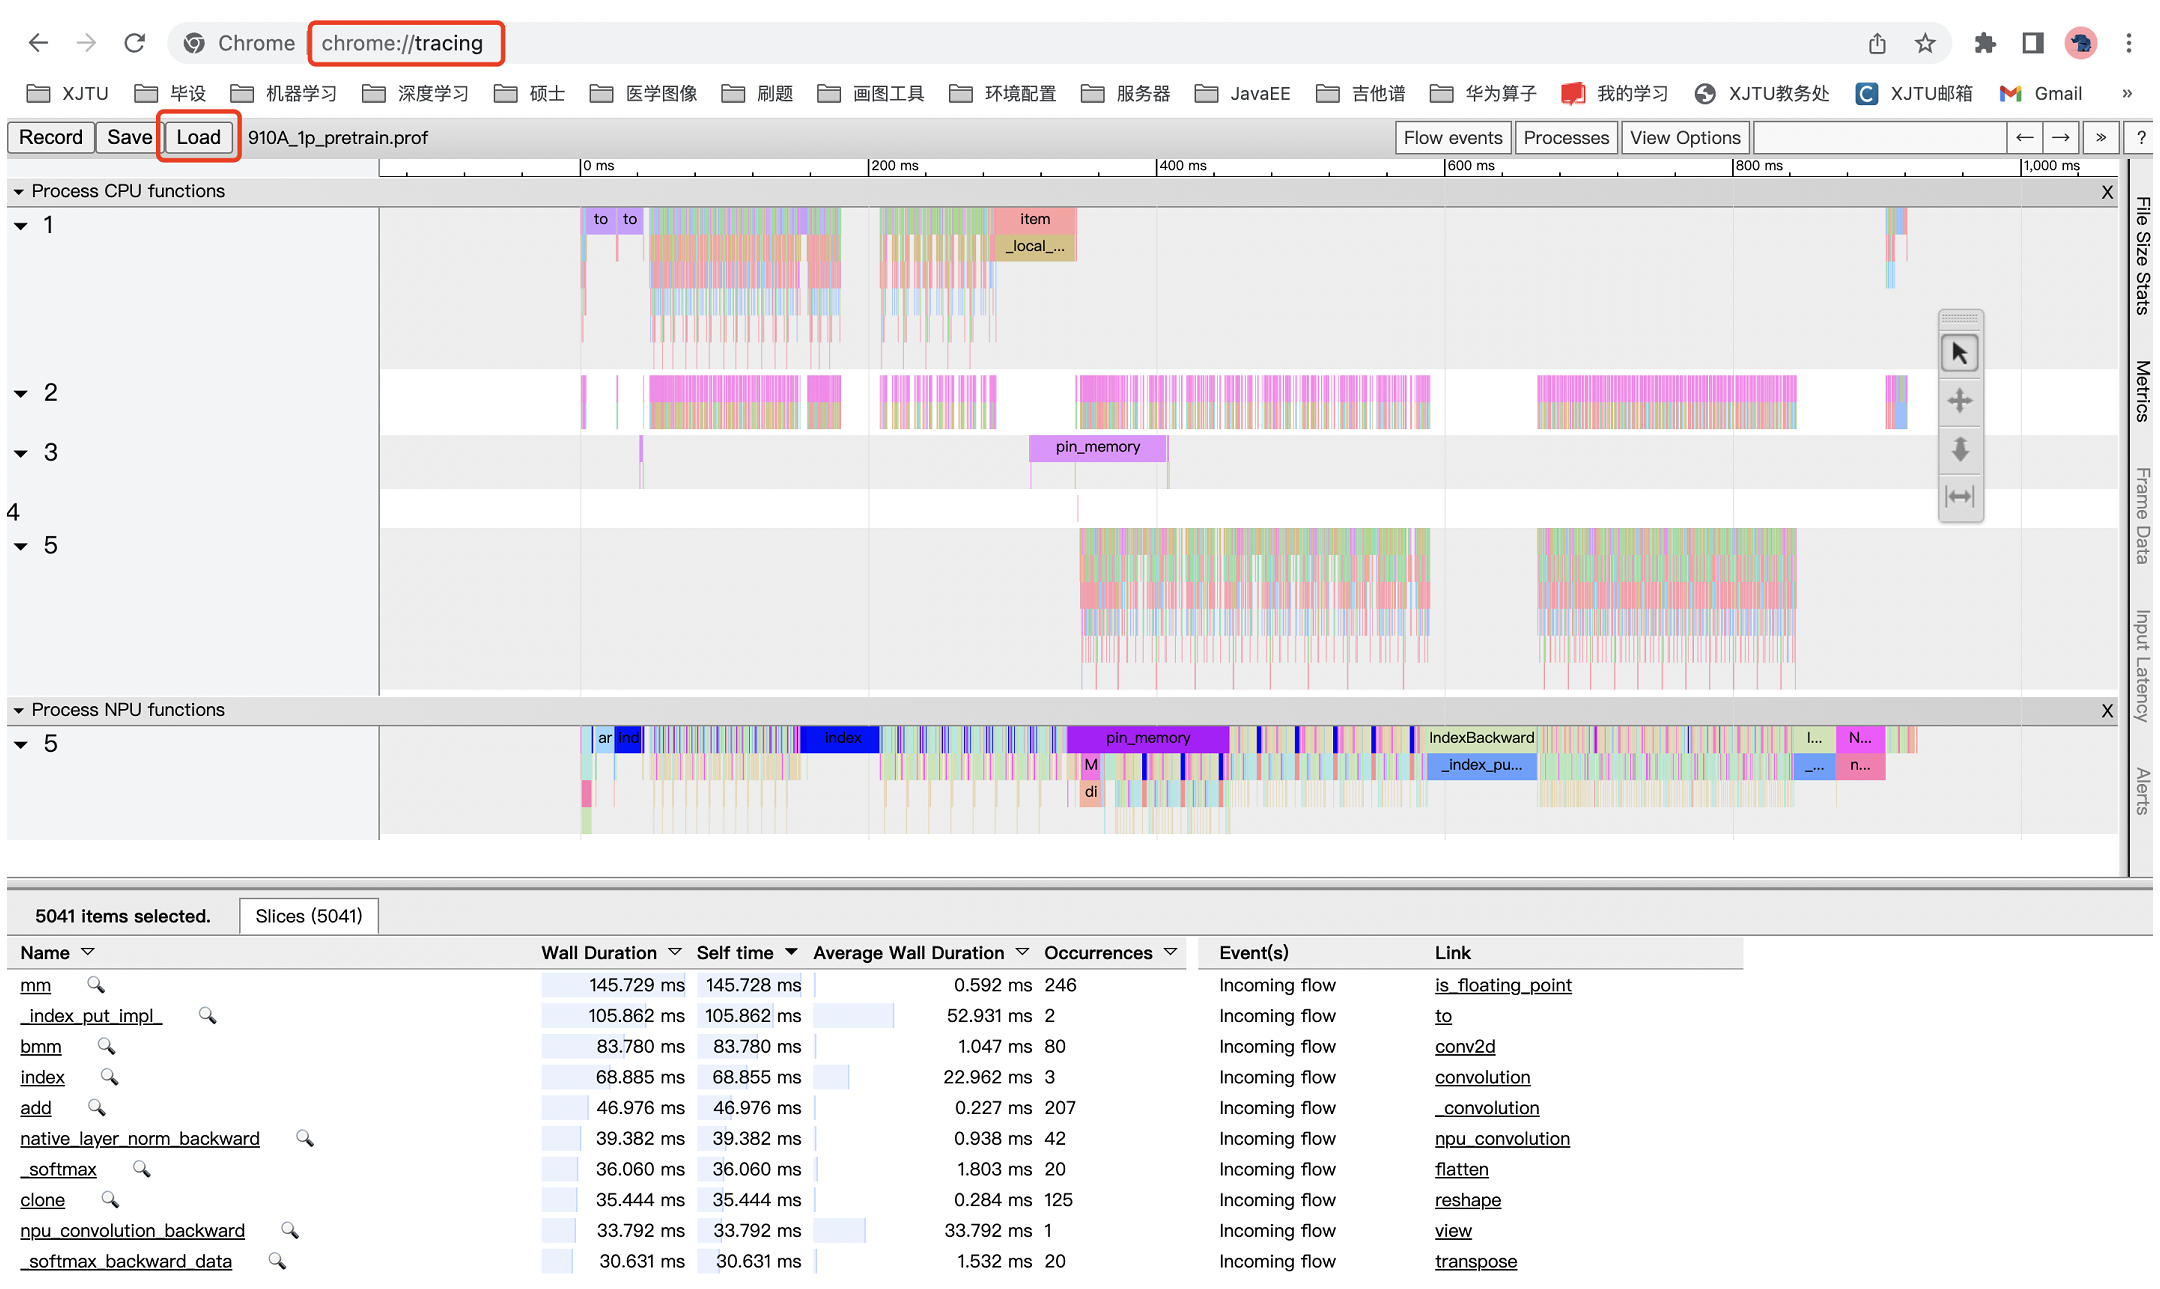 Chrome chrome://tracing
XJTU 毕设 机器学习 深度学习 硕士 医学图像 刷题 画图工具 环境配置 服务器 JavaEE 吉他谱 华为算子 我的学习 XJTU教务处 XJTU邮箱 Gmail »
Record Save Load 910A_1p_pretrain.prof Flow events Processes View Options ← → » ?
0 ms 200 ms 400 ms 600 ms 800 ms 1,000 ms
Process CPU functions X
1 to to item
_local_...
2
3 pin_memory
4
5
Process NPU functions X
5 ar ind index pin_memory IndexBackward I... N...
M _index_pu... _... n...
di
File Size Stats
Metrics
Frame Data
Input Latency
Alerts
5041 items selected. Slices (5041)
Name Wall Duration Self time Average Wall Duration Occurrences Event(s) Link
mm 145.729 ms 145.728 ms 0.592 ms 246 Incoming flow is_floating_point
_index_put_impl_ 105.862 ms 105.862 ms 52.931 ms 2 Incoming flow to
bmm 83.780 ms 83.780 ms 1.047 ms 80 Incoming flow conv2d
index 68.885 ms 68.855 ms 22.962 ms 3 Incoming flow convolution
add 46.976 ms 46.976 ms 0.227 ms 207 Incoming flow _convolution
native_layer_norm_backward 39.382 ms 39.382 ms 0.938 ms 42 Incoming flow npu_convolution
_softmax 36.060 ms 36.060 ms 1.803 ms 20 Incoming flow flatten
clone 35.444 ms 35.444 ms 0.284 ms 125 Incoming flow reshape
npu_convolution_backward 33.792 ms 33.792 ms 33.792 ms 1 Incoming flow view
_softmax_backward_data 30.631 ms 30.631 ms 1.532 ms 20 Incoming flow transpose